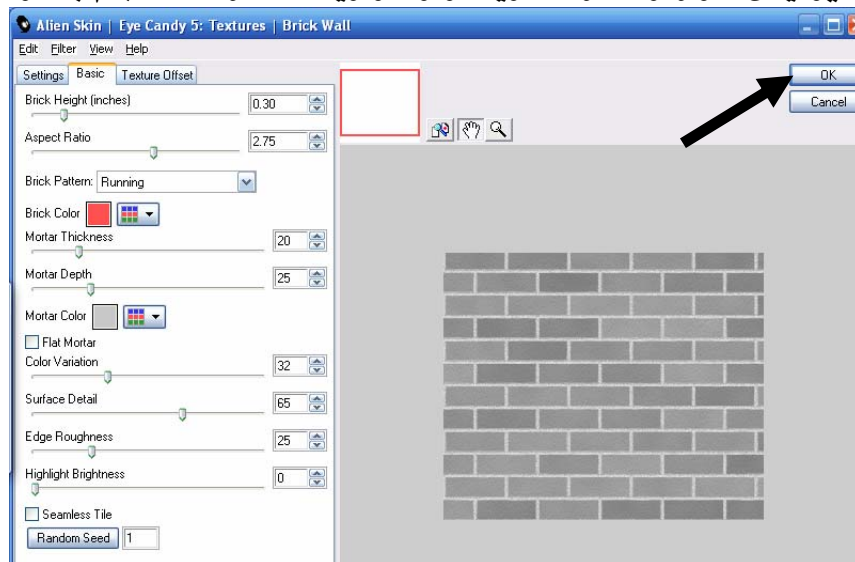 Alien Skin | Eye Candy 5: Textures | Brick Wall
Edit Filter View Help
Settings Basic Texture Offset
OK
Cancel
Brick Height (inches) 0.30
Aspect Ratio 2.75
Brick Pattern: Running
Brick Color
Mortar Thickness 20
Mortar Depth 25
Mortar Color
Flat Mortar
Color Variation 32
Surface Detail 65
Edge Roughness 25
Highlight Brightness 0
Seamless Tile
Random Seed 1